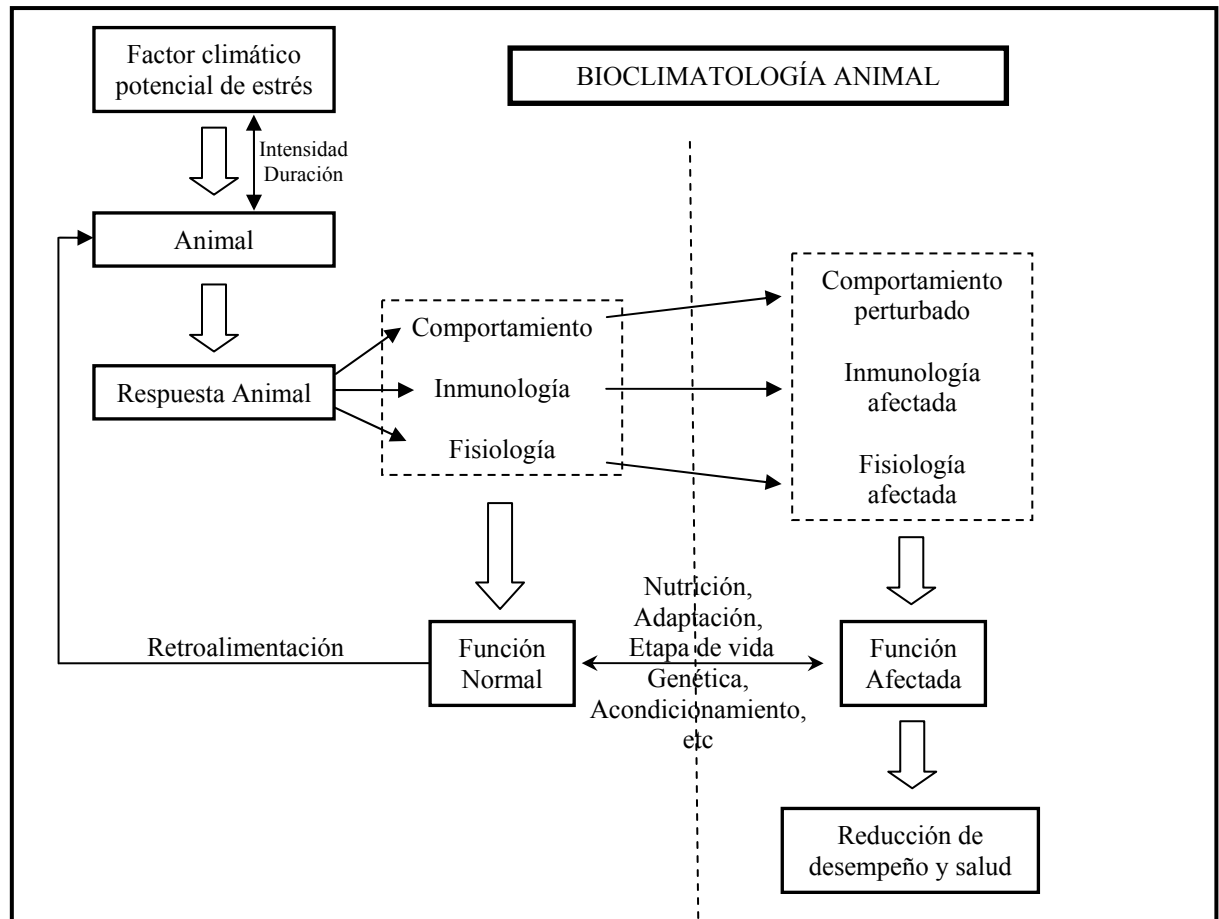 Factor climático
potencial de estrés
BIOCLIMATOLOGÍA ANIMAL
Intensidad
Duración
Animal
Respuesta Animal
Comportamiento
Inmunología
Fisiología
Comportamiento
perturbado
Inmunología
afectada
Fisiología
afectada
Retroalimentación
Función
Normal
Nutrición,
Adaptación,
Etapa de vida
Genética,
Acondicionamiento,
etc
Función
Afectada
Reducción de
desempeño y salud